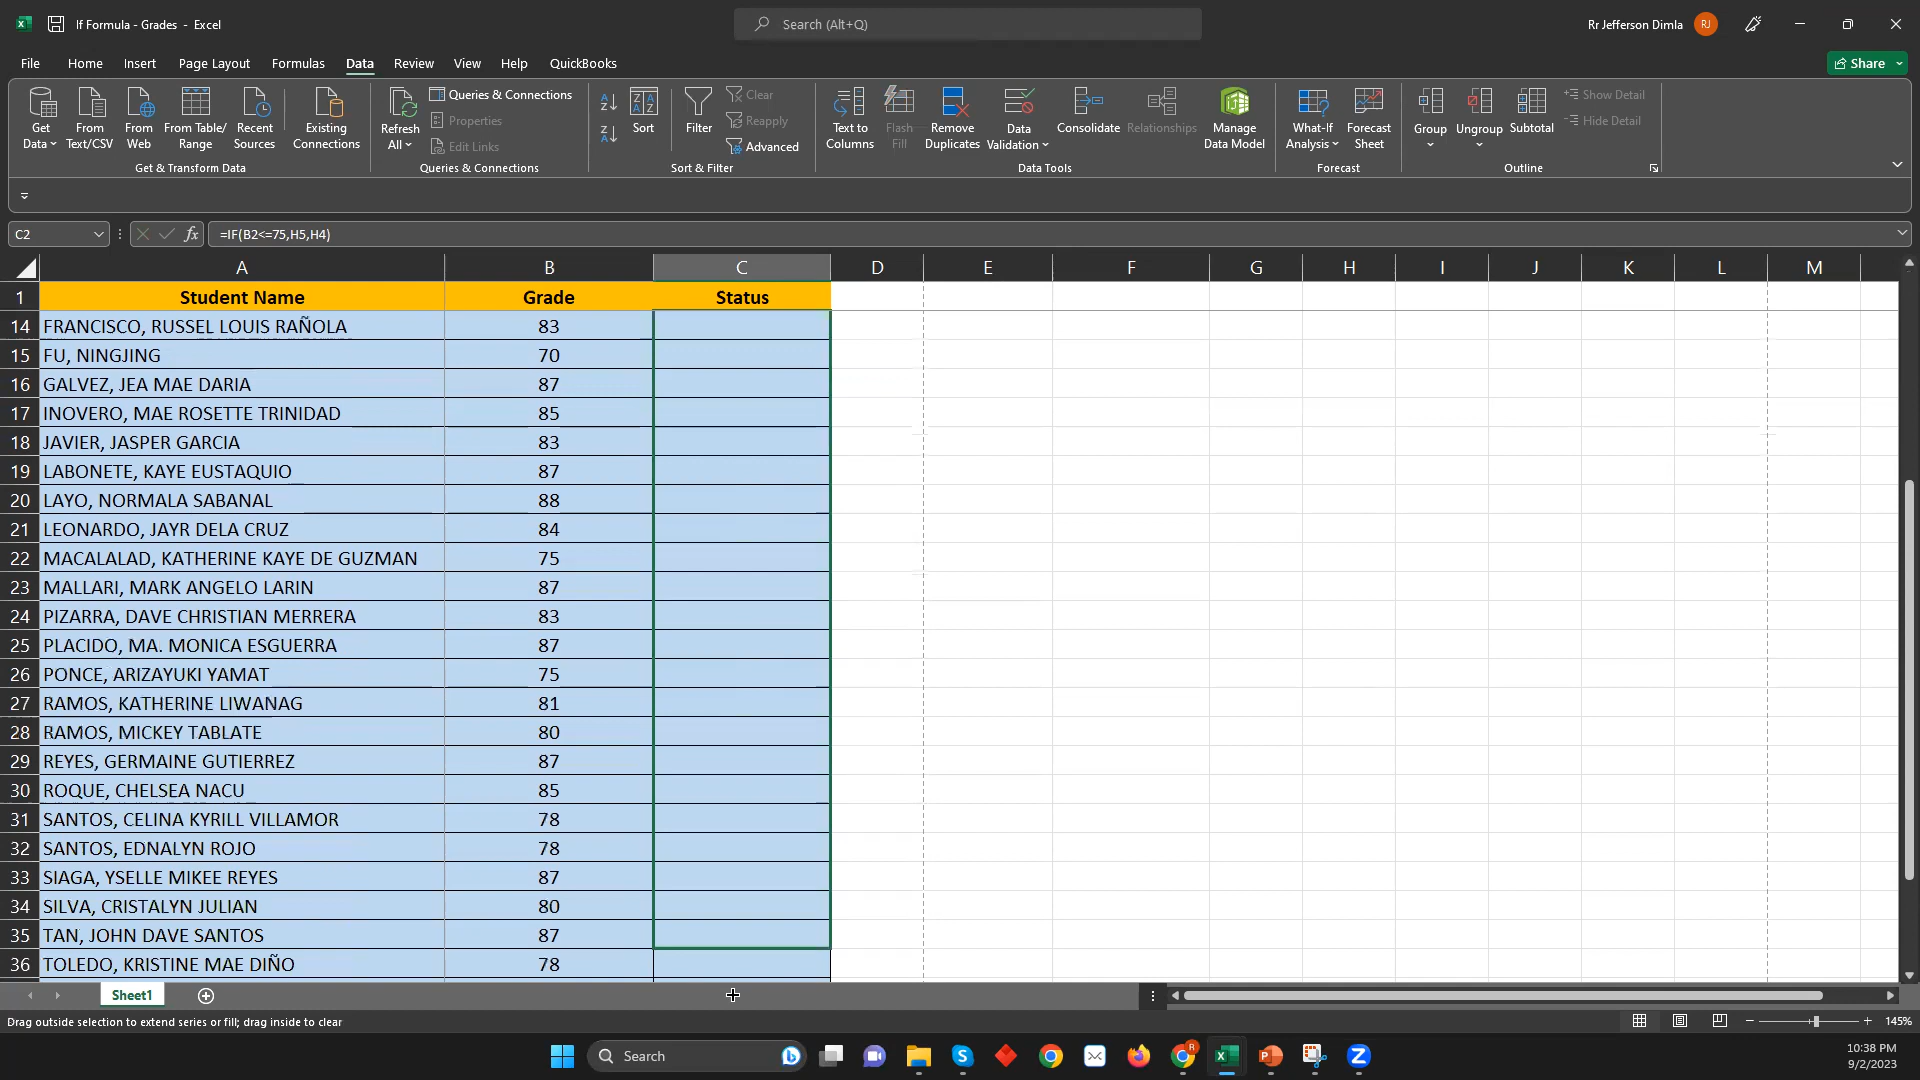 If Formula - Grades - Excel
Search (Alt+Q)
Rr Jefferson Dimla
RJ
File Home Insert Page Layout Formulas Data Review View Help QuickBooks
Share
Get Data
From Text/CSV
From Web
From Table/ Range
Recent Sources
Existing Connections
Get & Transform Data
Refresh All
Queries & Connections
Properties
Edit Links
Queries & Connections
Sort
Filter
Clear
Reapply
Advanced
Sort & Filter
Text to Columns
Flash Fill
Remove Duplicates
Data Validation
Consolidate
Relationships
Manage Data Model
Data Tools
What-If Analysis
Forecast Sheet
Forecast
Group
Ungroup
Subtotal
Show Detail
Hide Detail
Outline
C2
fx
=IF(B2<=75,H5,H4)
A B C D E F G H I J K L M
1 Student Name Grade Status
14 FRANCISCO, RUSSEL LOUIS RAÑOLA 83
15 FU, NINGJING 70
16 GALVEZ, JEA MAE DARIA 87
17 INOVERO, MAE ROSETTE TRINIDAD 85
18 JAVIER, JASPER GARCIA 83
19 LABONETE, KAYE EUSTAQUIO 87
20 LAYO, NORMALA SABANAL 88
21 LEONARDO, JAYR DELA CRUZ 84
22 MACALALAD, KATHERINE KAYE DE GUZMAN 75
23 MALLARI, MARK ANGELO LARIN 87
24 PIZARRA, DAVE CHRISTIAN MERRERA 83
25 PLACIDO, MA. MONICA ESGUERRA 87
26 PONCE, ARIZAYUKI YAMAT 75
27 RAMOS, KATHERINE LIWANAG 81
28 RAMOS, MICKEY TABLATE 80
29 REYES, GERMAINE GUTIERREZ 87
30 ROQUE, CHELSEA NACU 85
31 SANTOS, CELINA KYRILL VILLAMOR 78
32 SANTOS, EDNALYN ROJO 78
33 SIAGA, YSELLE MIKEE REYES 87
34 SILVA, CRISTALYN JULIAN 80
35 TAN, JOHN DAVE SANTOS 87
36 TOLEDO, KRISTINE MAE DIÑO 78
Sheet1
Drag outside selection to extend series or fill; drag inside to clear
145%
Search
10:38 PM
9/2/2023